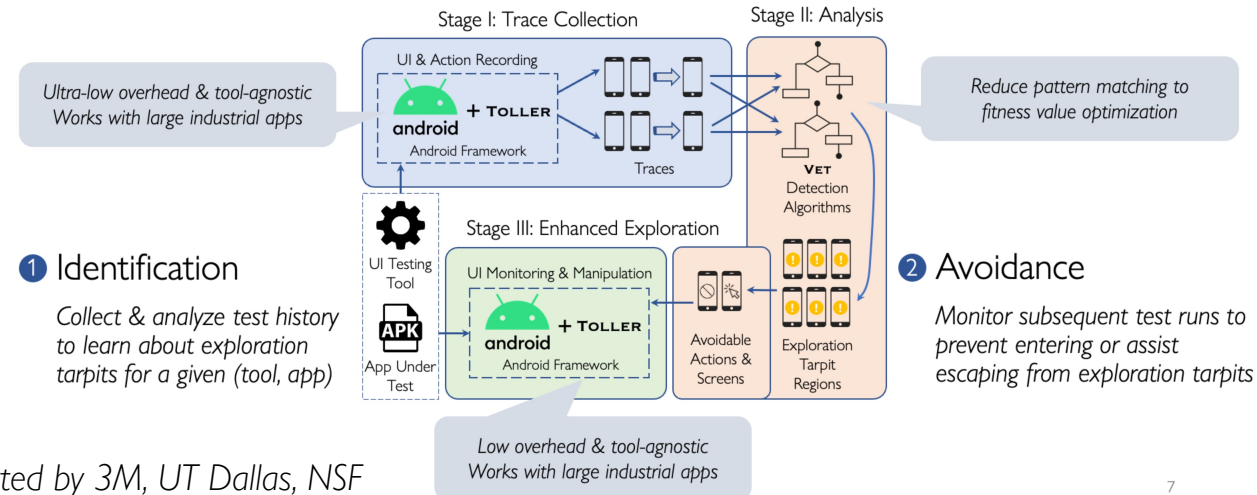 Stage I: Trace Collection
Stage II: Analysis
UI & Action Recording
Ultra-low overhead & tool-agnostic
Works with large industrial apps
android
+ TOLLER
Android Framework
Traces
Reduce pattern matching to
fitness value optimization
VET
Detection
Algorithms
Stage III: Enhanced Exploration
1 Identification
Collect & analyze test history
to learn about exploration
tarpits for a given (tool, app)
UI Testing
Tool
APK
App Under
Test
UI Monitoring & Manipulation
android
+ TOLLER
Android Framework
Avoidable
Actions &
Screens
Exploration
Tarpit
Regions
2 Avoidance
Monitor subsequent test runs to
prevent entering or assist
escaping from exploration tarpits
Low overhead & tool-agnostic
Works with large industrial apps
by 3M, UT Dallas, NSF
7